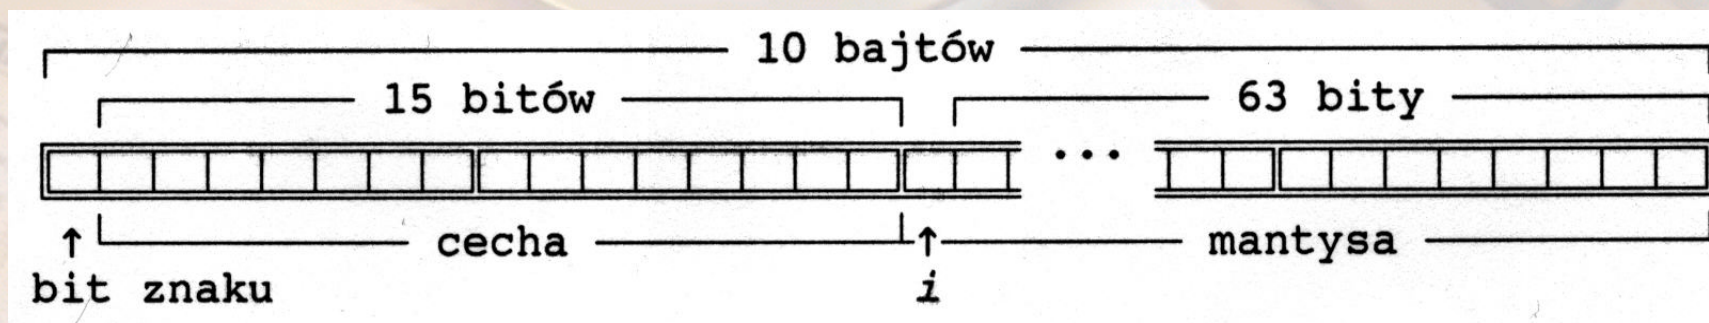 10 bajtów
15 bitów 63 bity
...
cecha mantysa
bit znaku i